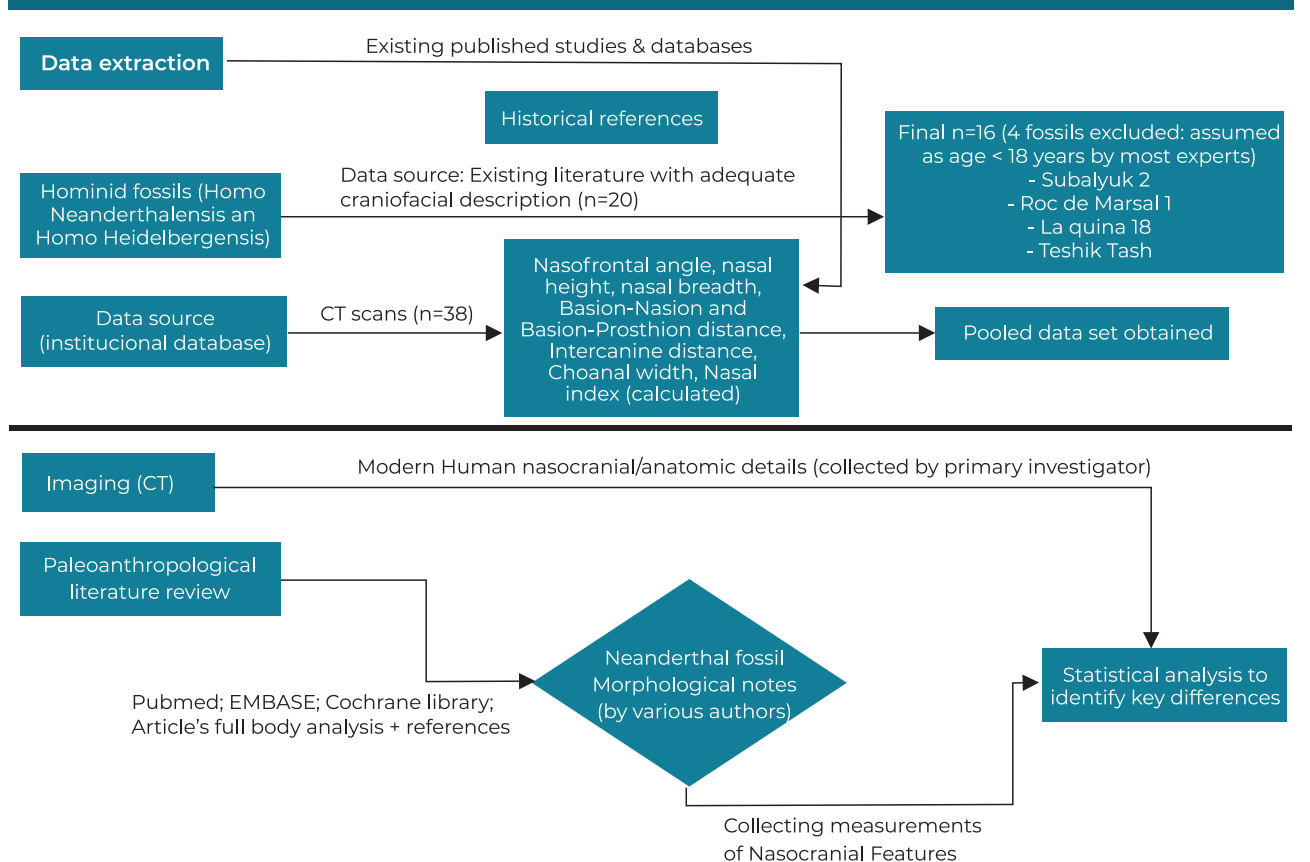 Existing published studies & databases
Data extraction
Historical references
Final n=16 (4 fossils excluded: assumed
as age < 18 years by most experts)
- Subalyuk 2
- Roc de Marsal 1
- La quina 18
- Teshik Tash
Hominid fossils (Homo
Neanderthalensis an
Homo Heidelbergensis)
Data source: Existing literature with adequate
craniofacial description (n=20)
Nasofrontal angle, nasal
height, nasal breadth,
Basion-Nasion and
Basion-Prosthion distance,
Intercanine distance,
Choanal width, Nasal
index (calculated)
Data source
(institucional database)
CT scans (n=38)
Pooled data set obtained
Modern Human nasocranial/anatomic details (collected by primary investigator)
Imaging (CT)
Paleoanthropological
literature review
Neanderthal fossil
Morphological notes
(by various authors)
Pubmed; EMBASE; Cochrane library;
Article's full body analysis + references
Statistical analysis to
identify key differences
Collecting measurements
of Nasocranial Features